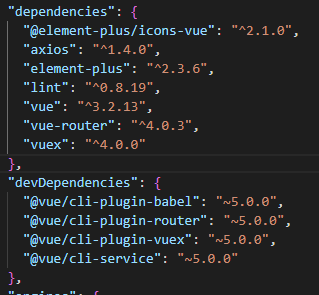 "dependencies": {
"@element-plus/icons-vue": "^2.1.0",
"axios": "^1.4.0",
"element-plus": "^2.3.6",
"lint": "^0.8.19",
"vue": "^3.2.13",
"vue-router": "^4.0.3",
"vuex": "^4.0.0"
},
"devDependencies": {
"@vue/cli-plugin-babel": "~5.0.0",
"@vue/cli-plugin-router": "~5.0.0",
"@vue/cli-plugin-vuex": "~5.0.0",
"@vue/cli-service": "~5.0.0"
},